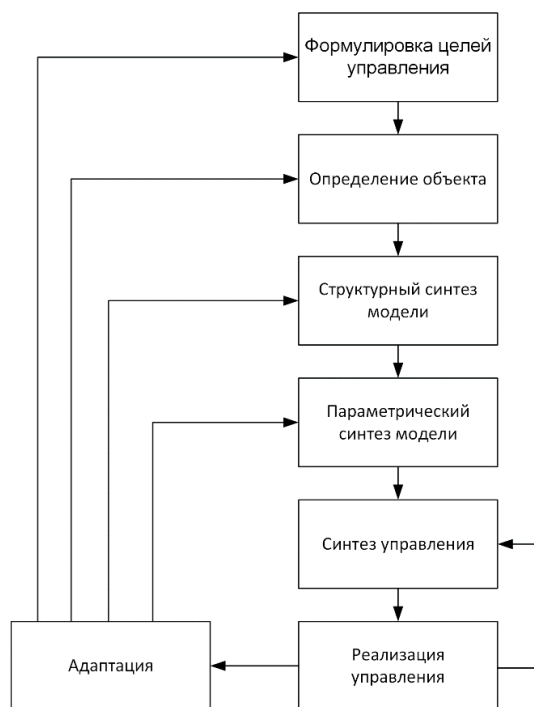 Формулировка целей
управления
Определение объекта
Структурный синтез
модели
Параметрический
синтез модели
Синтез управления
Адаптация
Реализация
управления